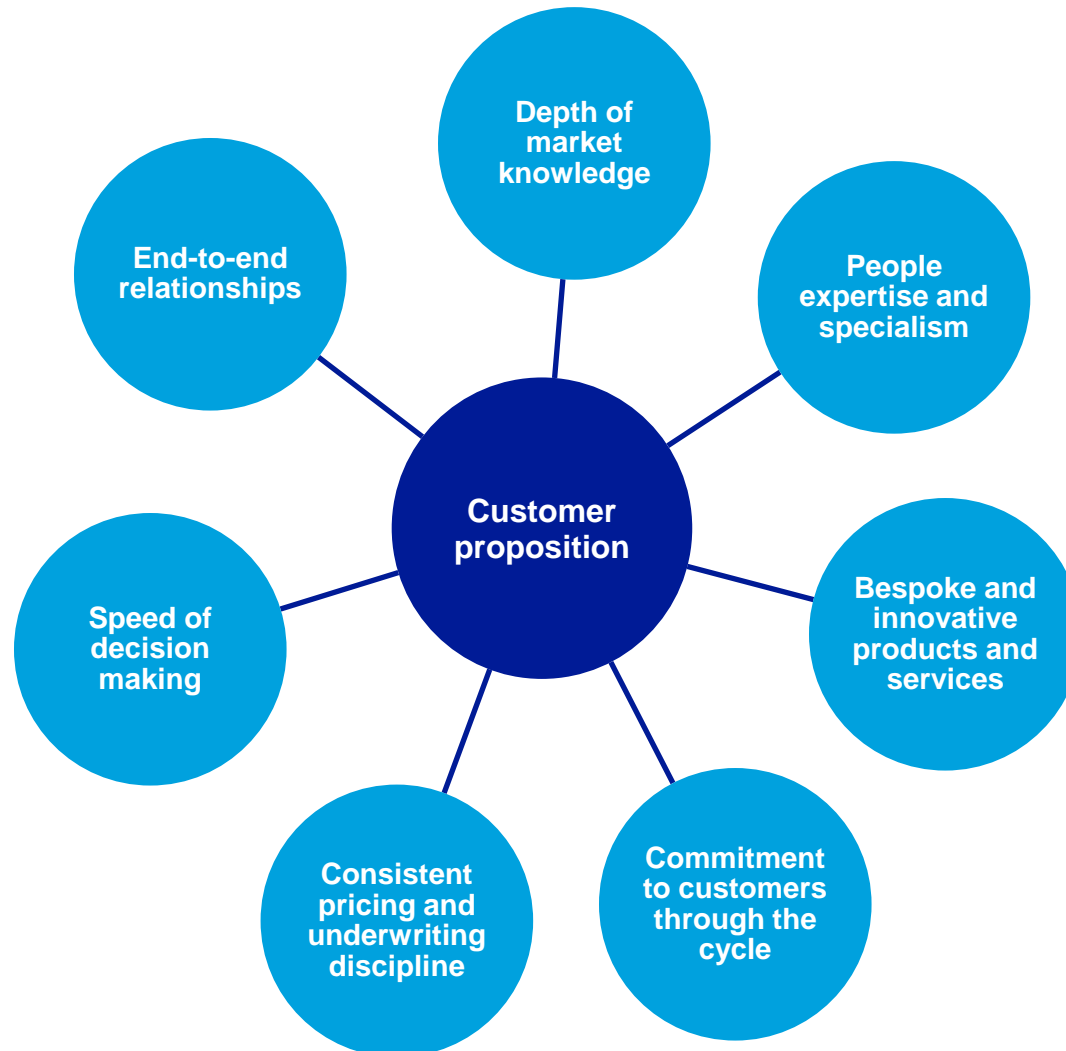 Depth of
market
knowledge
End-to-end
relationships
People
expertise and
specialism
Customer
proposition
Speed of
decision
making
Bespoke and
innovative
products and
services
Consistent
pricing and
underwriting
discipline
Commitment
to customers
through the
cycle